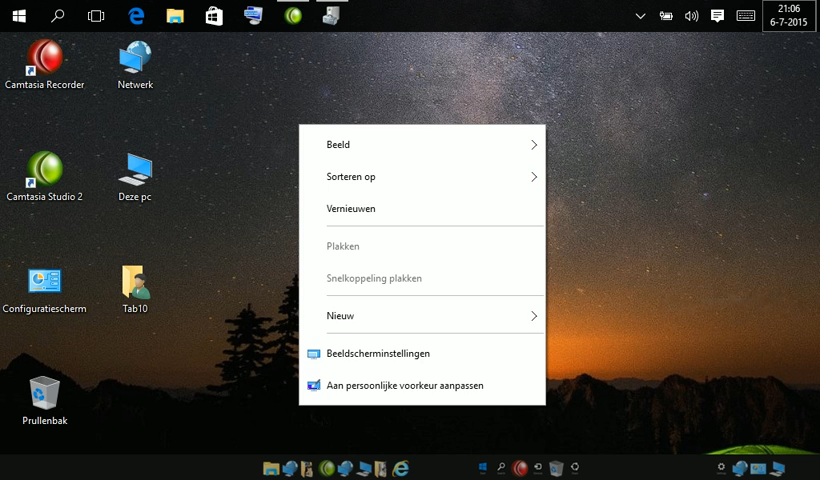 21:06
6-7-2015
Camtasia Recorder
Netwerk
Camtasia Studio 2
Deze pc
Configuratiescherm
Tab10
Prullenbak
Beeld
Sorteren op
Vernieuwen
Plakken
Snelkoppeling plakken
Nieuw
Beeldscherminstellingen
Aan persoonlijke voorkeur aanpassen